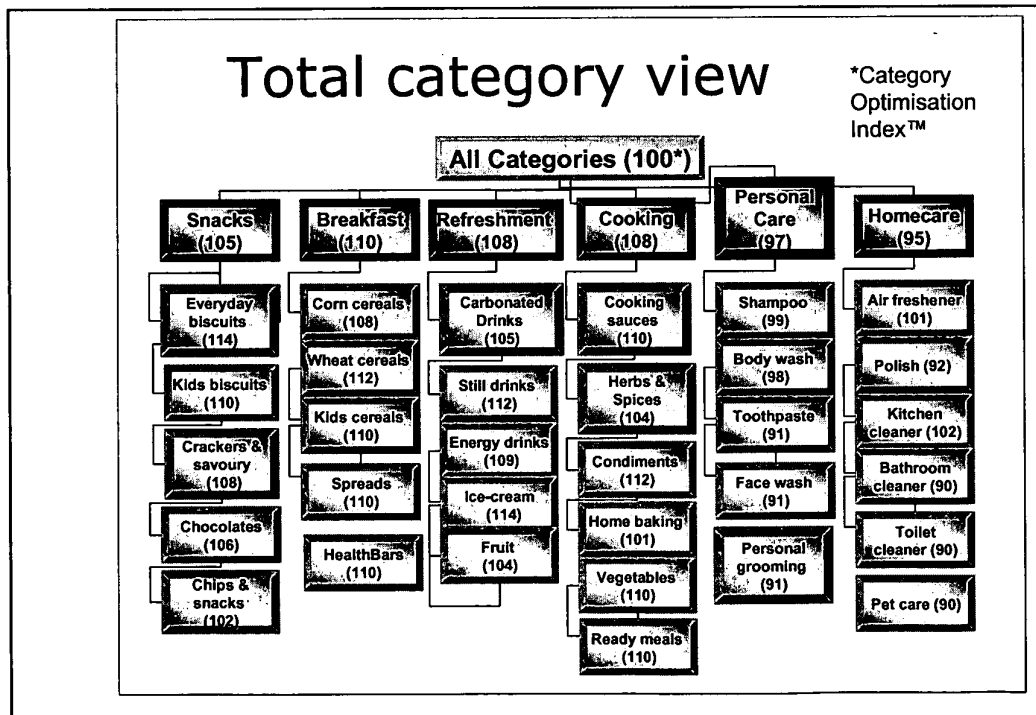 Total category view
*Category
Optimisation
Index™
All Categories (100*)
Snacks
(105)
Breakfast
(110)
Refreshment
(108)
Cooking
(108)
Personal
Care
(97)
Homecare
(95)
Everyday
biscuits
(114)
Kids biscuits
(110)
Crackers &
savoury
(108)
Chocolates
(106)
Chips &
snacks
(102)
Corn cereals
(108)
Wheat cereals
(112)
Kids cereals
(110)
Spreads
(110)
HealthBars
(110)
Carbonated
Drinks
(105)
Still drinks
(112)
Energy drinks
(109)
Ice-cream
(114)
Fruit
(104)
Cooking
sauces
(110)
Herbs &
Spices
(104)
Condiments
(112)
Home baking
(101)
Vegetables
(110)
Ready meals
(110)
Shampoo
(99)
Body wash
(98)
Toothpaste
(91)
Face wash
(91)
Personal
grooming
(91)
Air freshener
(101)
Polish (92)
Kitchen
cleaner (102)
Bathroom
cleaner (90)
Toilet
cleaner (90)
Pet care (90)